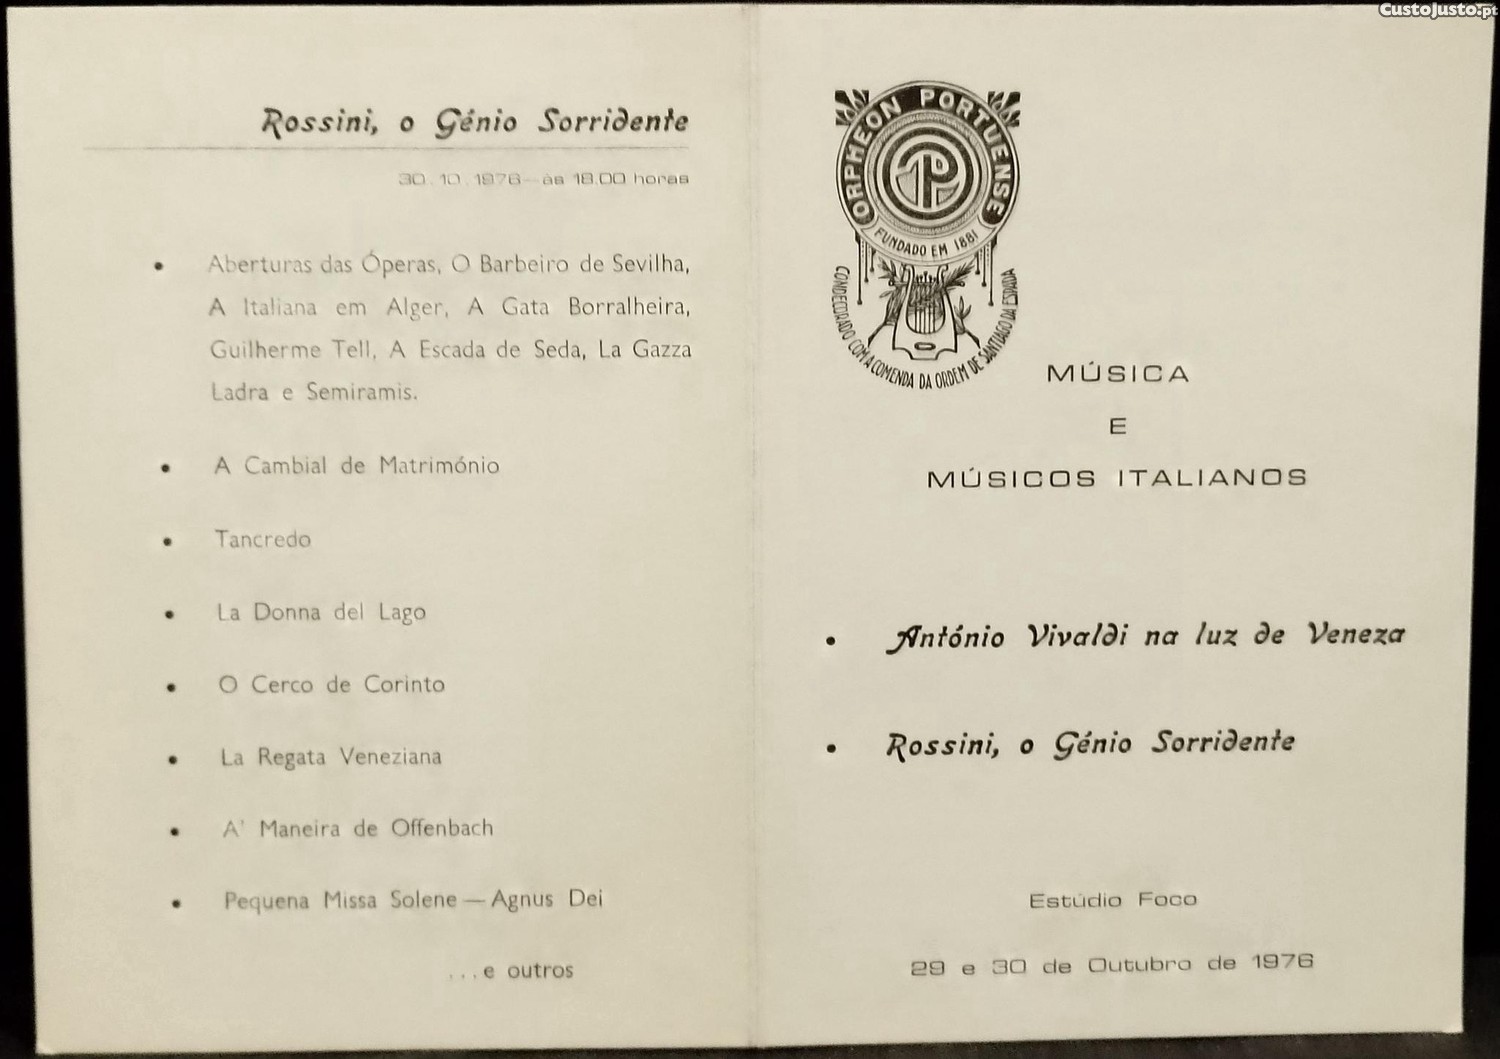 CustoJusto.pt
Rossini, o Génio Sorridente
30.10.1976—às 18.00 horas
• Aberturas das Óperas, O Barbeiro de Sevilha,
A Italiana em Alger, A Gata Borralheira,
Guilherme Tell, A Escada de Seda, La Gazza
Ladra e Semiramis.
• A Cambial de Matrimónio
• Tancredo
• La Donna del Lago
• O Cerco de Corinto
• La Regata Veneziana
• A' Maneira de Offenbach
• Pequena Missa Solene — Agnus Dei
...e outros
ORPHEON PORTUENSE
FUNDADO EM 1881
CONDECORADO COM A COMENDA DA ORDEM DE SANTIAGO DA ESPADA
MÚSICA
E
MÚSICOS ITALIANOS
• António Vivaldi na luz de Veneza
• Rossini, o Génio Sorridente
Estúdio Foco
29 e 30 de Outubro de 1976